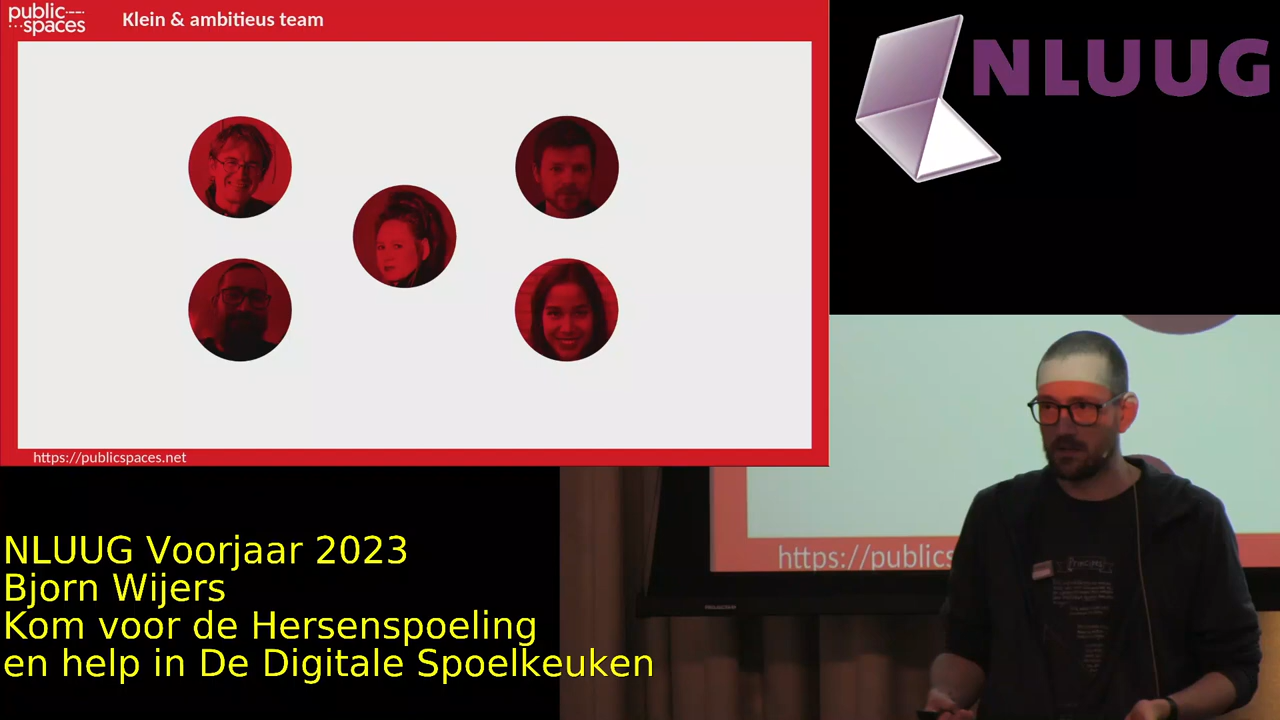 public
spaces
Klein & ambitieus team
NLUUG
https://publicspaces.net
https://publics
NLUUG Voorjaar 2023
Bjorn Wijers
Kom voor de Hersenspoeling
en help in De Digitale Spoelkeuken